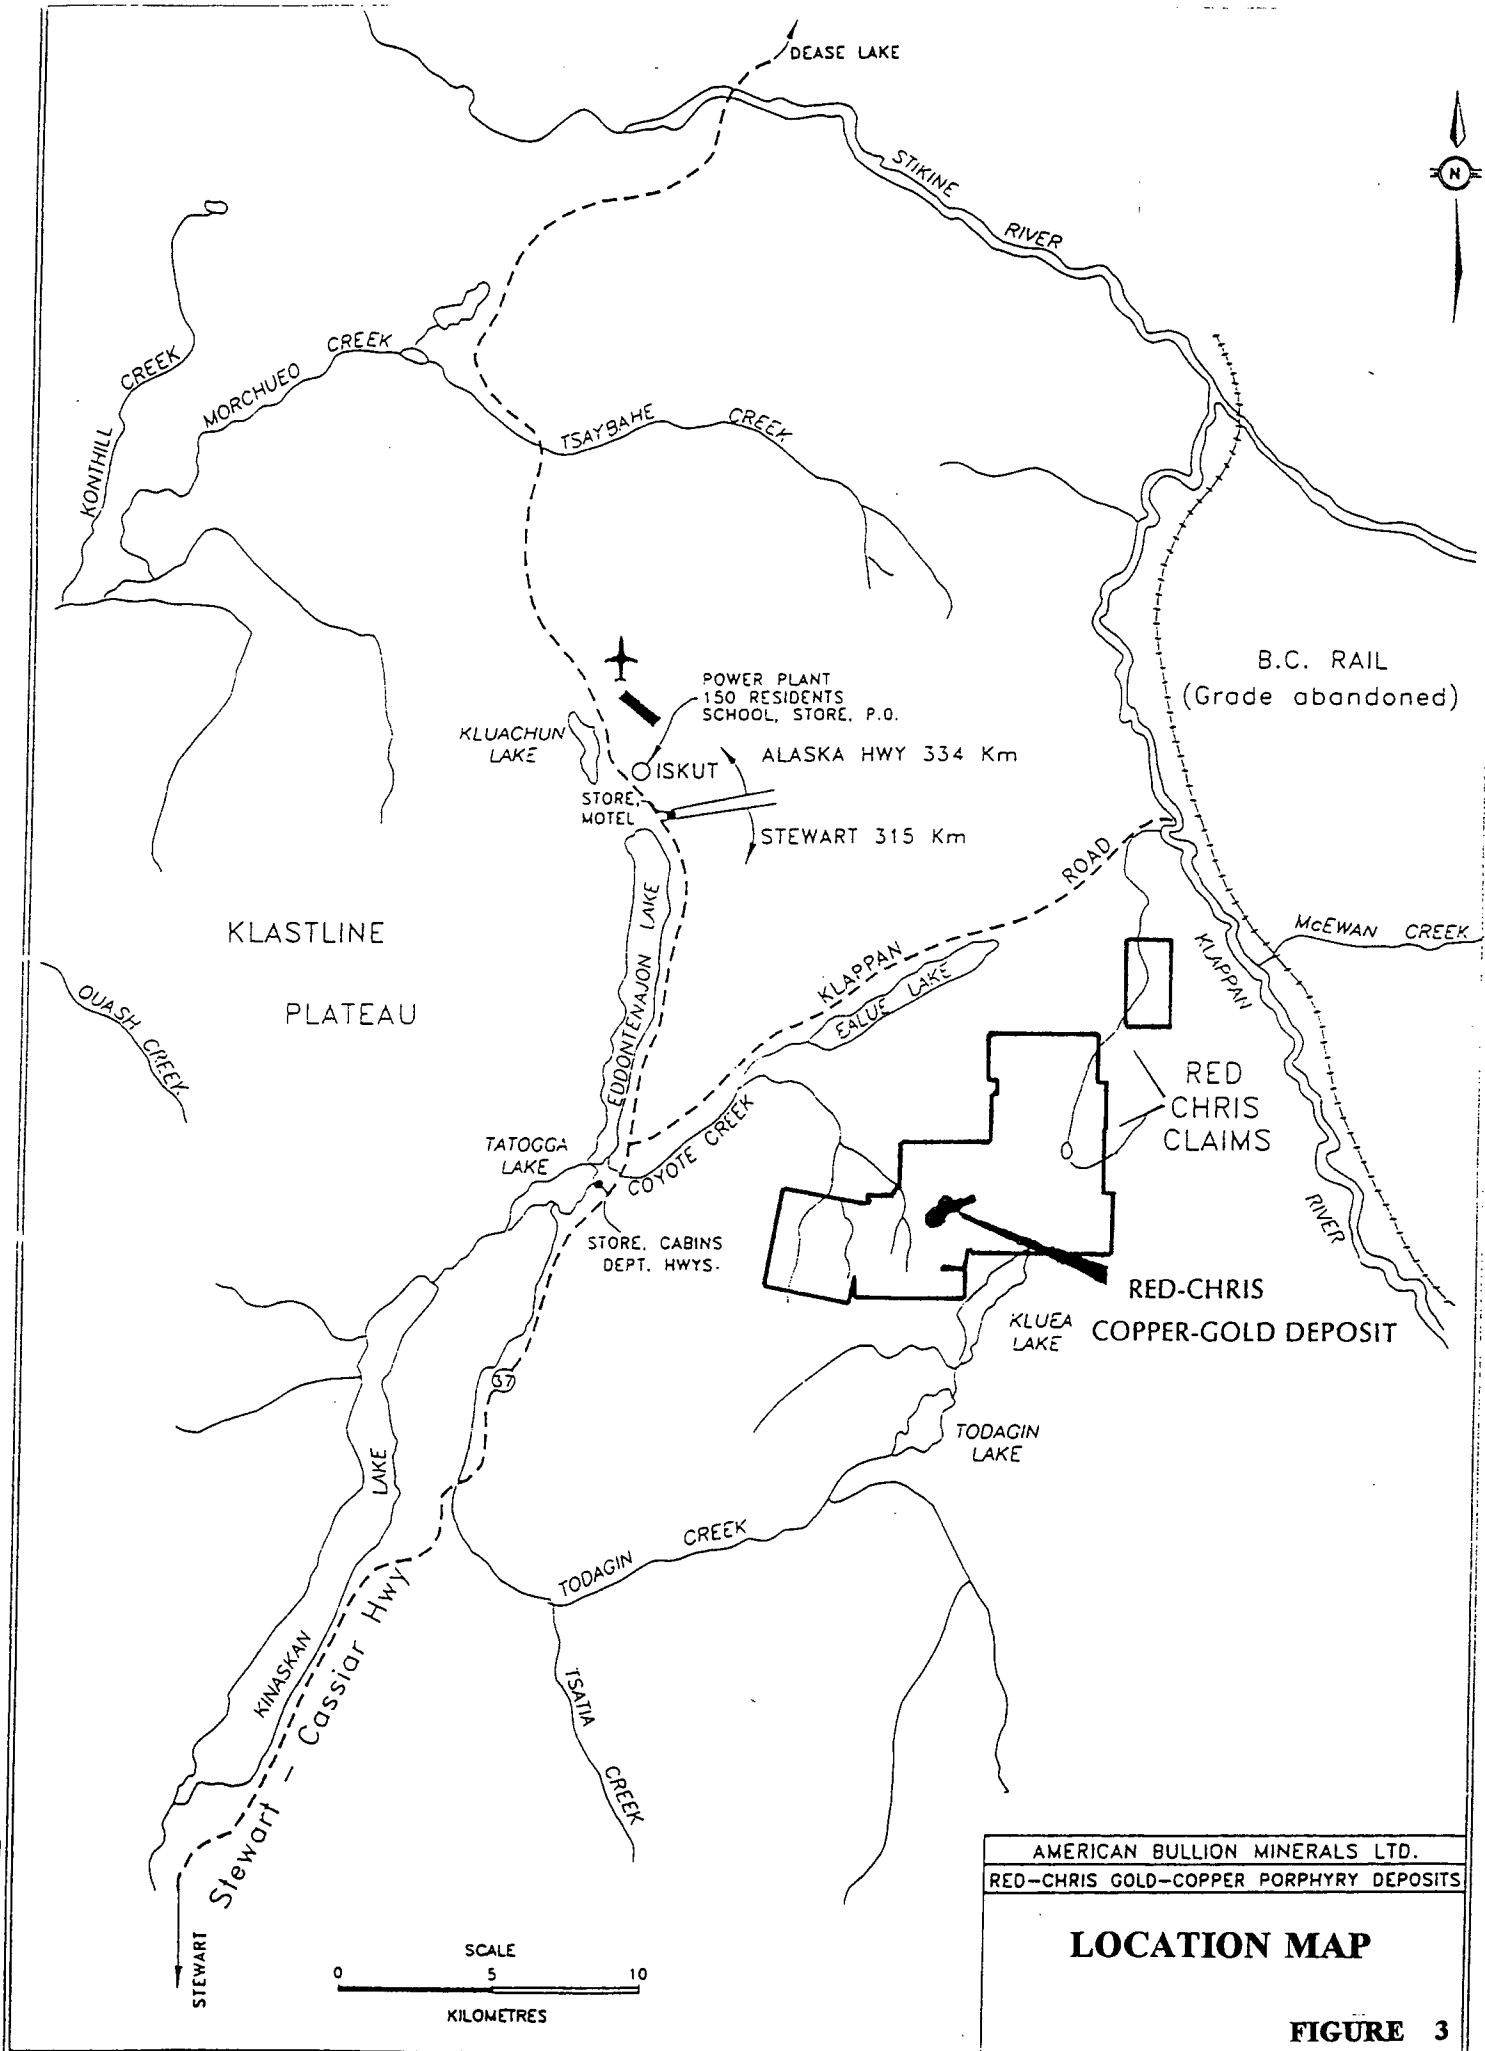 DEASE LAKE
N
STIKINE
RIVER
CREEK
KONTHILL
MORCHUEO
CREEK
TSAYBAHE
CREEK
B.C. RAIL
(Grade abandoned)
POWER PLANT
150 RESIDENTS
SCHOOL, STORE, P.O.
KLUACHUN
LAKE
ISKUT
ALASKA HWY 334 Km
STORE,
MOTEL
STEWART 315 Km
ROAD
KLAPPAN
EALUE LAKE
EDDONTENAJON LAKE
KLASTLINE
PLATEAU
QUASH CREEK
McEWAN CREEK
KLAPPAN
RIVER
RED
CHRIS
CLAIMS
TATOGGA
LAKE
COYOTE CREEK
STORE, CABINS
DEPT. HWYS.
RED-CHRIS
COPPER-GOLD DEPOSIT
KLUEA
LAKE
37
TODAGIN
LAKE
LAKE
KINASKAN
TODAGIN
CREEK
TSATIA
CREEK
Stewart - Cassiar Hwy
STEWART
SCALE
0 5 10
KILOMETRES
AMERICAN BULLION MINERALS LTD.
RED-CHRIS GOLD-COPPER PORPHYRY DEPOSITS
LOCATION MAP
FIGURE 3